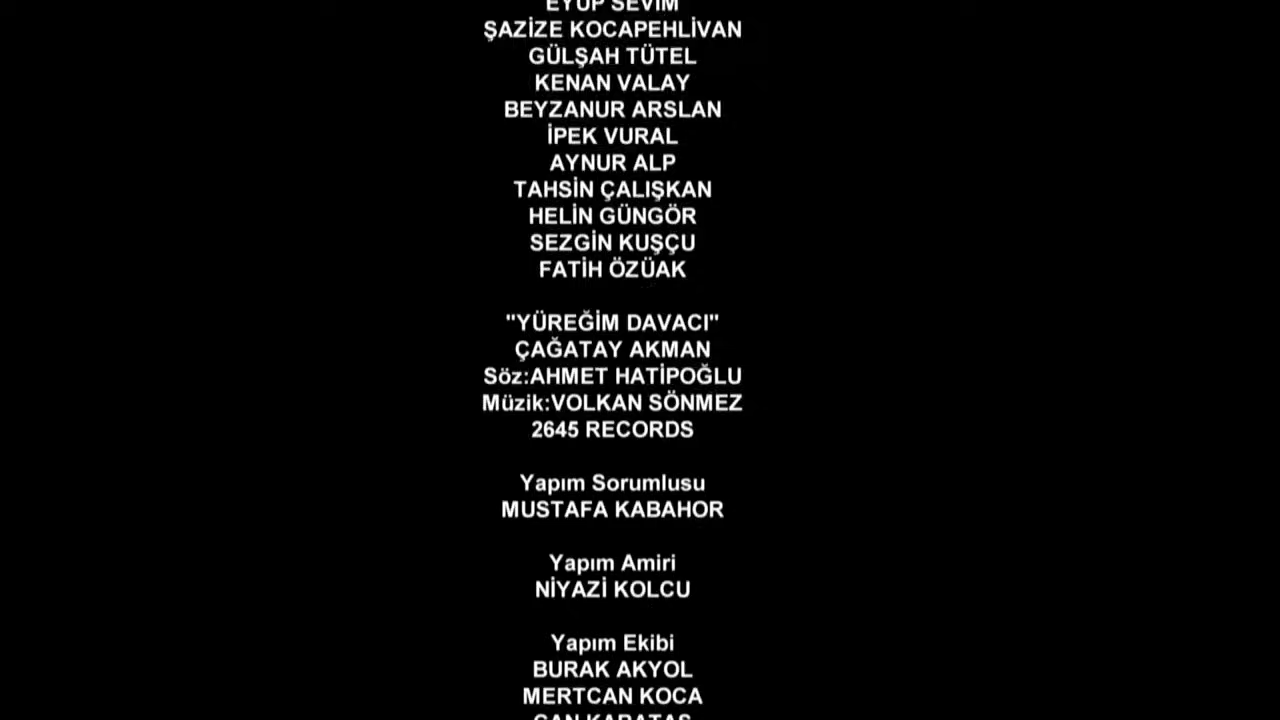 EYÜP SEVİM
ŞAZİZE KOCAPEHLİVAN
GÜLŞAH TÜTEL
KENAN VALAY
BEYZANUR ARSLAN
İPEK VURAL
AYNUR ALP
TAHSİN ÇALIŞKAN
HELİN GÜNGÖR
SEZGİN KUŞÇU
FATİH ÖZÜAK
"YÜREĞİM DAVACI"
ÇAĞATAY AKMAN
Söz:AHMET HATİPOĞLU
Müzik:VOLKAN SÖNMEZ
2645 RECORDS
Yapım Sorumlusu
MUSTAFA KABAHOR
Yapım Amiri
NİYAZİ KOLCU
Yapım Ekibi
BURAK AKYOL
MERTCAN KOCA